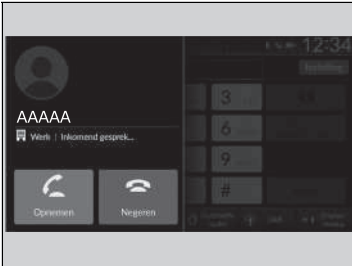 12:34
AAAAA
Werk | Inkomend gesprek...
3
6
9
#
Opnemen
Negeren